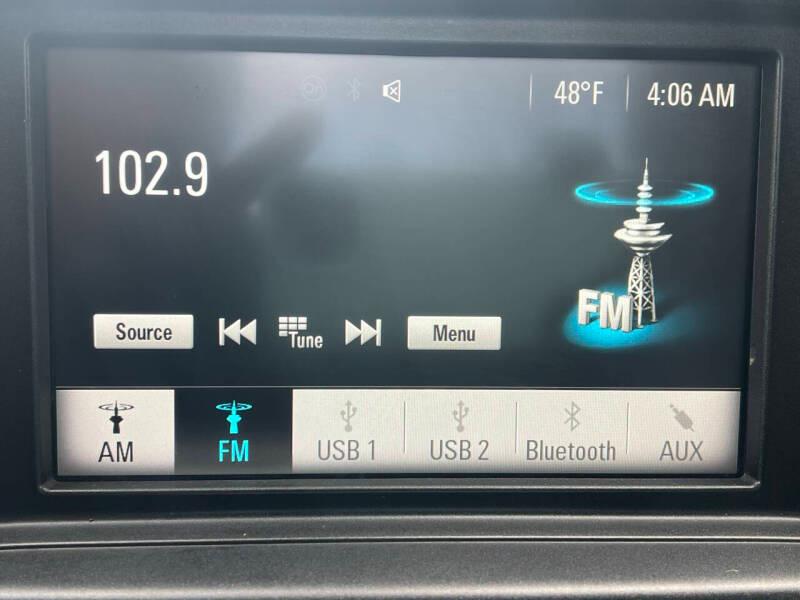 48°F 4:06 AM
102.9
FM
Source Tune Menu
AM FM USB 1 USB 2 Bluetooth AUX